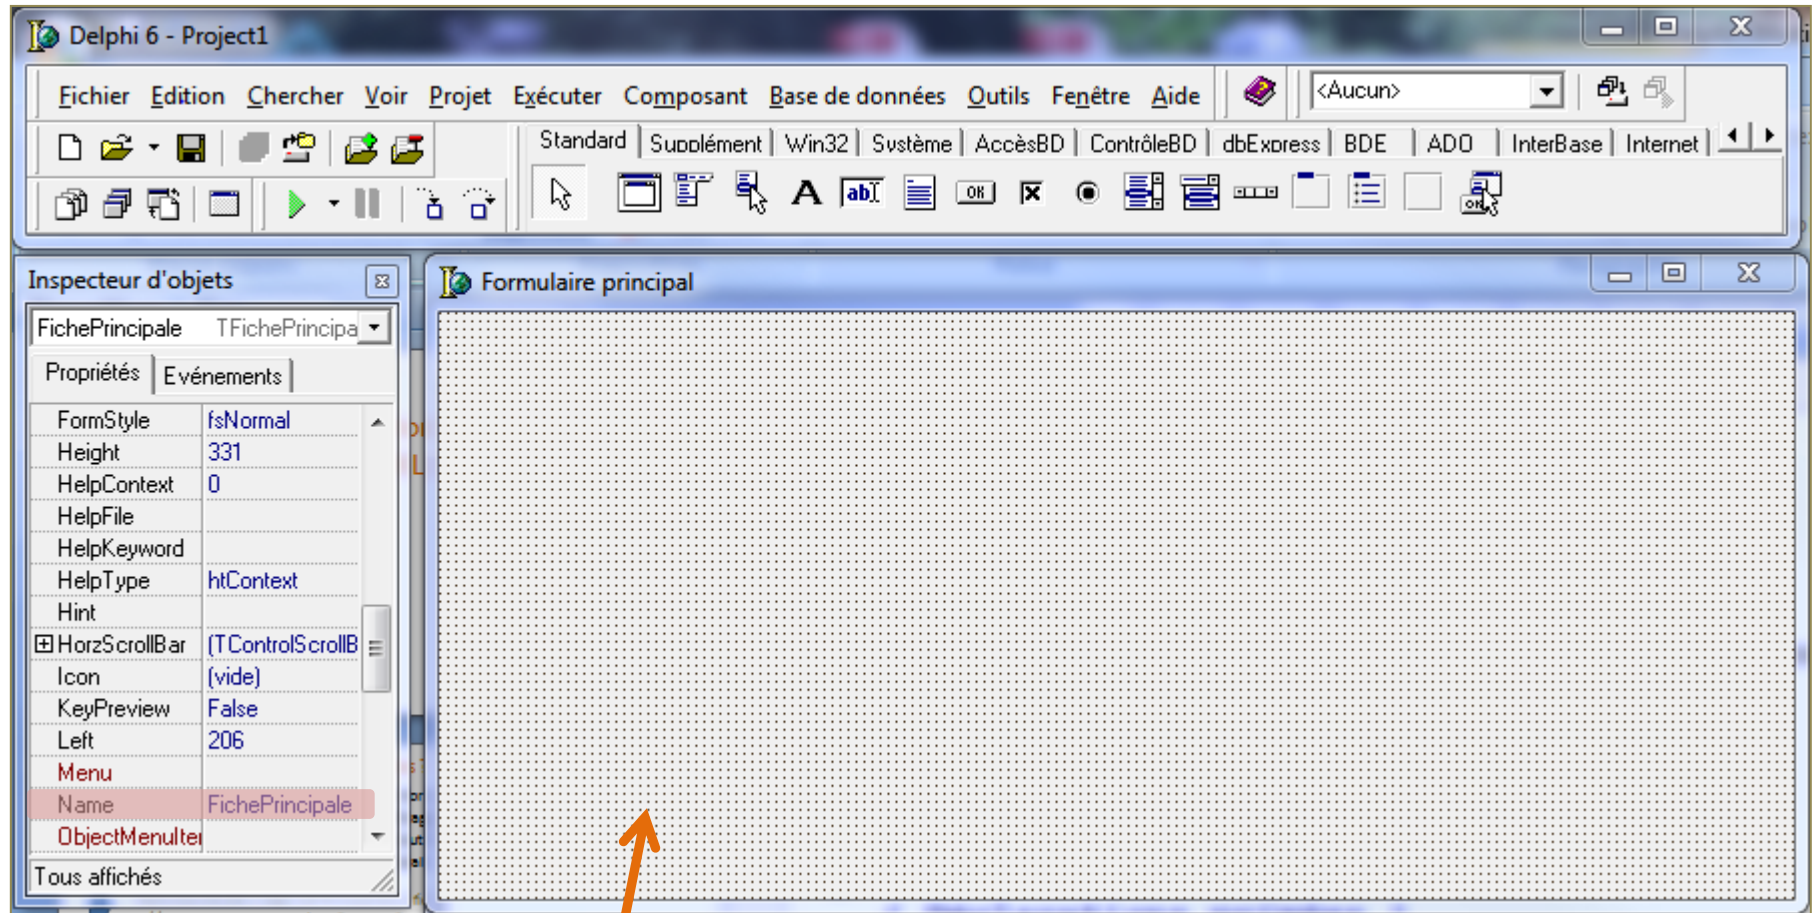 Delphi 6 - Project1
Fichier Edition Chercher Voir Projet Exécuter Composant Base de données Outils Fenêtre Aide <Aucun>
Standard Supplément Win32 Système AccèsBD ContrôleBD dbExpress BDE ADO InterBase Internet
A ab OK
OK
Inspecteur d'objets
Formulaire principal
FichePrincipale TFichePrincipa
Propriétés Evénements
FormStyle fsNormal
Height 331
HelpContext 0
HelpFile
HelpKeyword
HelpType htContext
Hint
HorzScrollBar (TControlScrollB
Icon (vide)
KeyPreview False
Left 206
Menu
Name FichePrincipale
ObjectMenuIter
Tous affichés